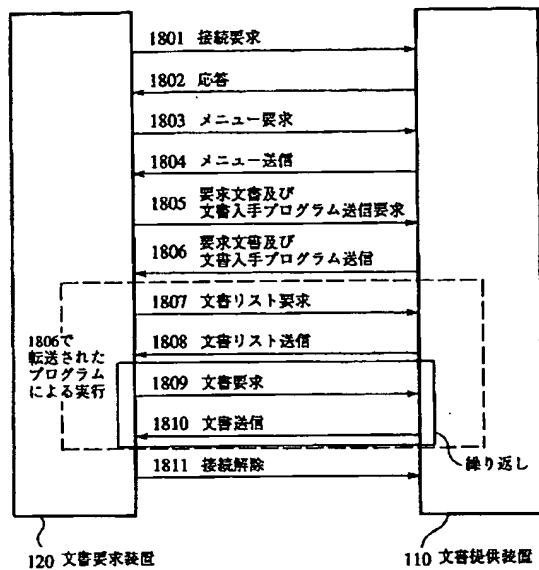 1801 接続要求
1802 応答
1803 メニュー要求
1804 メニュー送信
1805 要求文書及び
文書入手プログラム送信要求
1806 要求文書及び
文書入手プログラム送信
1807 文書リスト要求
1808 文書リスト送信
1806で
転送された
プログラム
による実行
1809 文書要求
1810 文書送信
繰り返し
1811 接続解除
120 文書要求装置
110 文書提供装置